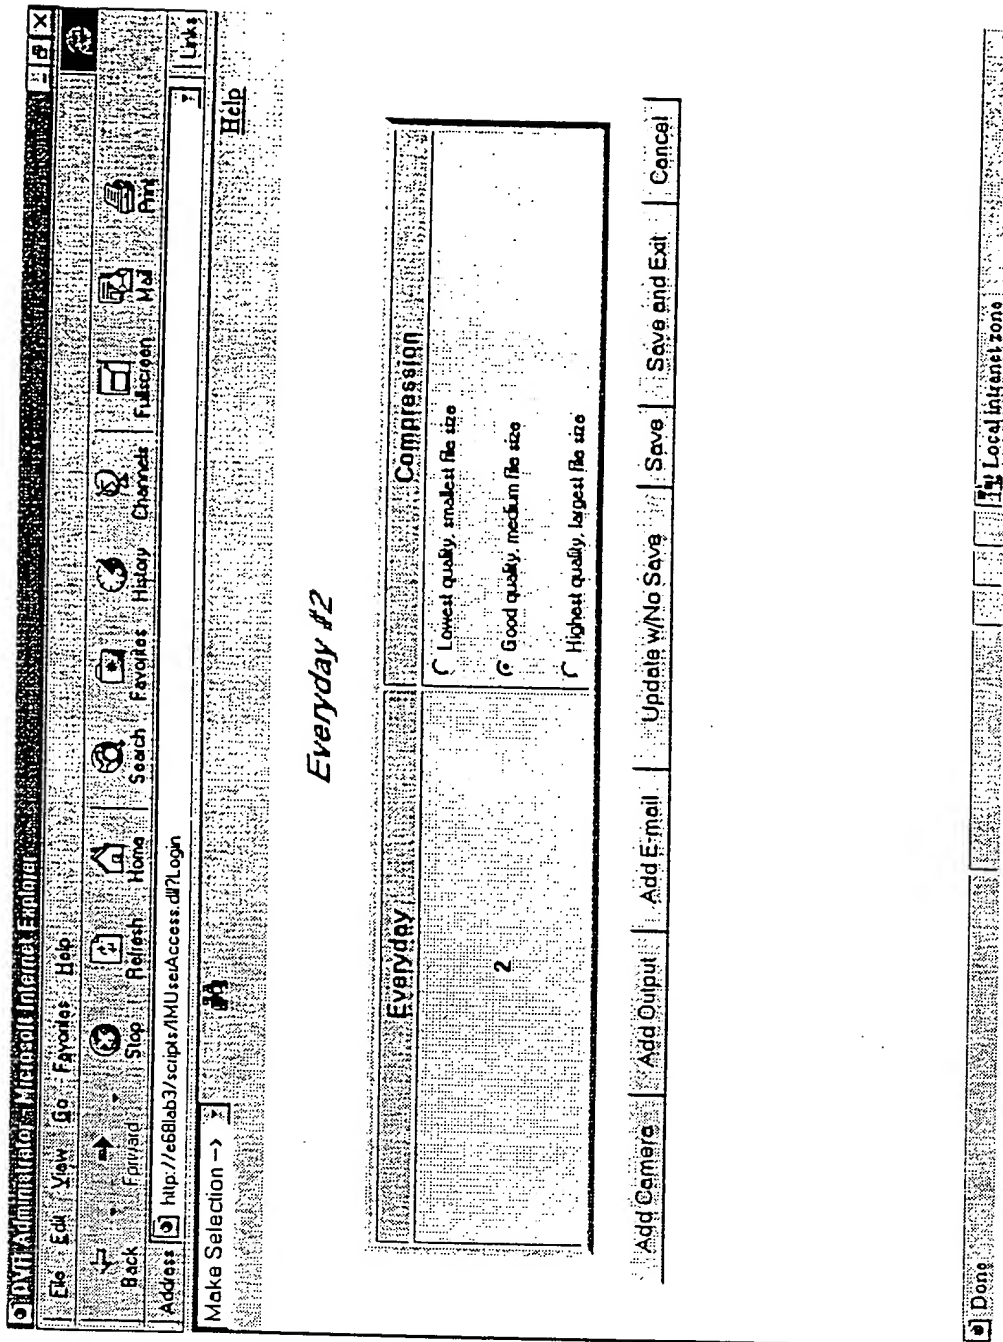 AVH Administrator - Microsoft Internet Explorer
File Edit View Go Favorites Help
Back Forward Stop Refresh Home Search Favorites History Channels Fullscreen Mail Print
Address http://e68lab3/scripts/IMUserAccess.dll?Login Links
Make Selection --> Help
Everyday #2
Everyday Compression
2
Lowest quality, smallest file size
Good quality, medium file size
Highest quality, largest file size
Add Camera Add Output Add E-mail Update w/No Save Save Save and Exit Cancel
Done Local intranet zone